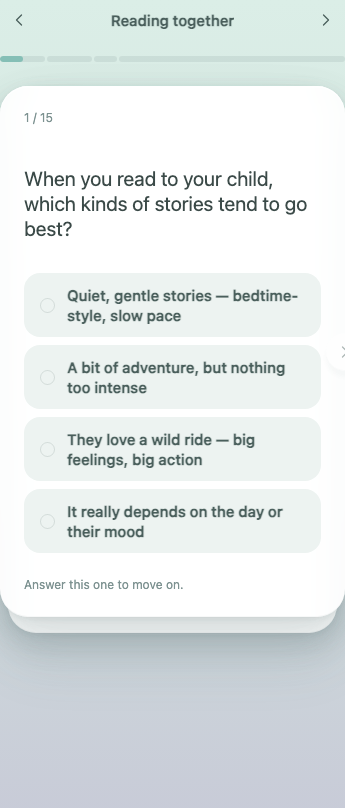 Reading together
1 / 15
When you read to your child,
which kinds of stories tend to go
best?
Quiet, gentle stories — bedtime-
style, slow pace
A bit of adventure, but nothing
too intense
They love a wild ride — big
feelings, big action
It really depends on the day or
their mood
Answer this one to move on.